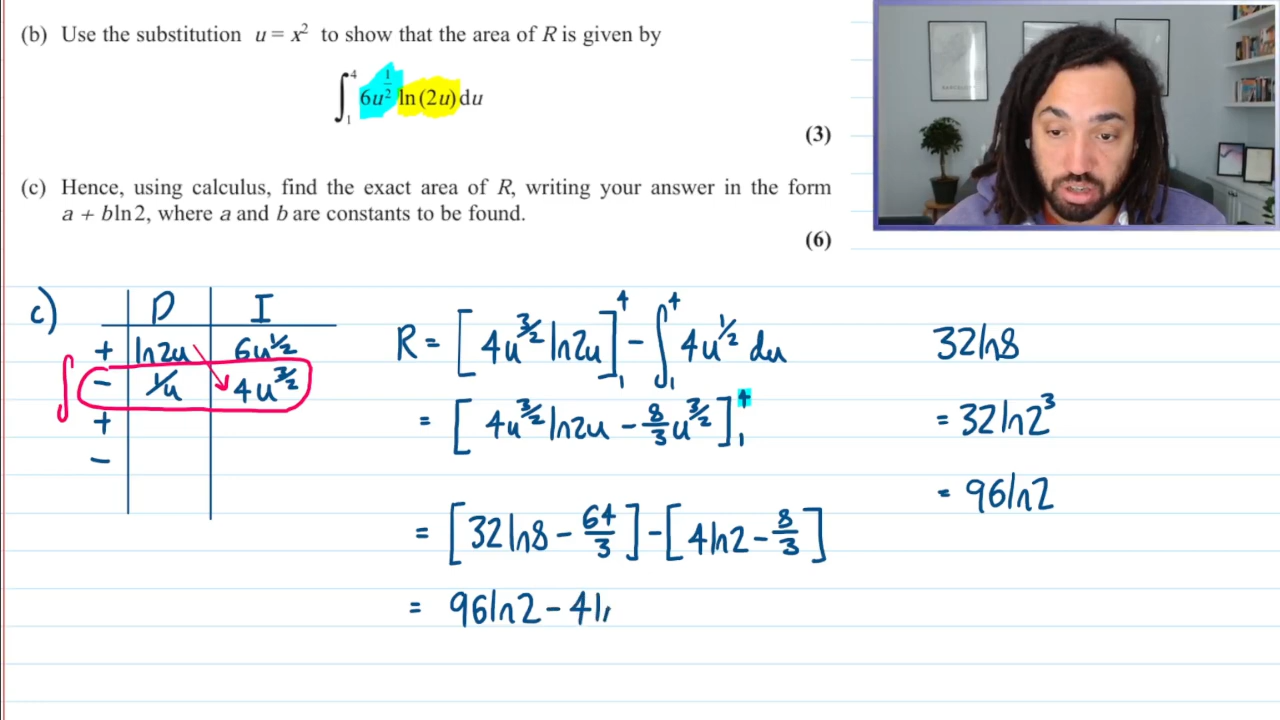 (b) Use the substitution u = x² to show that the area of R is given by
∫₁⁴ 6u^(1/2) ln(2u) du
(3)
(c) Hence, using calculus, find the exact area of R, writing your answer in the form
a + bln2, where a and b are constants to be found.
(6)
c)
D I
+ ln2u 6u^(1/2)
∫ − 1/u 4u^(3/2)
+
−
R = [4u^(3/2) ln2u]₁⁴ − ∫₁⁴ 4u^(1/2) du
= [4u^(3/2) ln2u − 8/3 u^(3/2)]₁⁴
= [32ln8 − 64/3] − [4ln2 − 8/3]
= 96ln2 − 4l
32ln8
= 32ln2³
= 96ln2